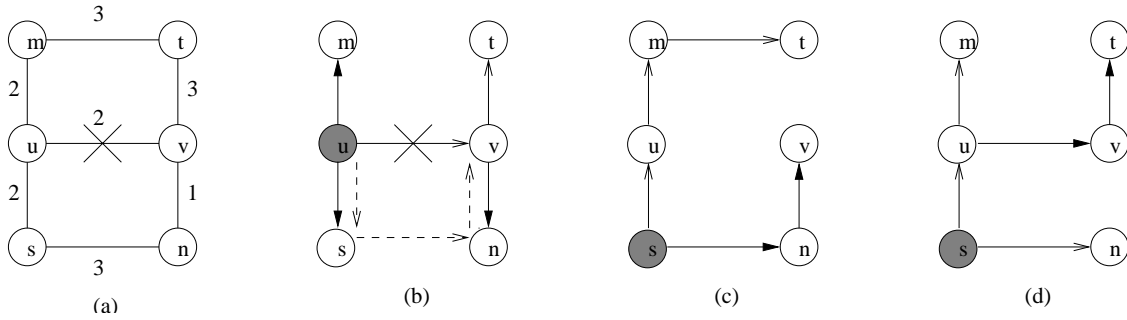 3
m t m t m t m t
2 3
2
u v u v u v u v
2 1
s n s n s n s n
3
(a) (b) (c) (d)